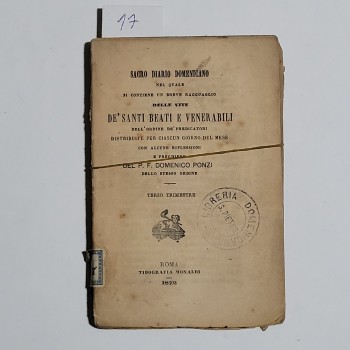 17
SACRO DIARIO DOMENICANO
NEL QUALE
SI CONTIENE UN BREVE RAGGUAGLIO
DELLE VITE
DE' SANTI BEATI E VENERABILI
DELL'ORDINE DE' PREDICATORI
DISTRIBUITE PER CIASCUN GIORNO DEL MESE
CON ALCUNE RIFLESSIONI
E PREGHIERE
DEL P. F. DOMENICO PONZI
DELLO STESSO ORDINE
TERZO TRIMESTRE
LIBRERIA DOMEN
ROMA
TIPOGRAFIA MONALDI